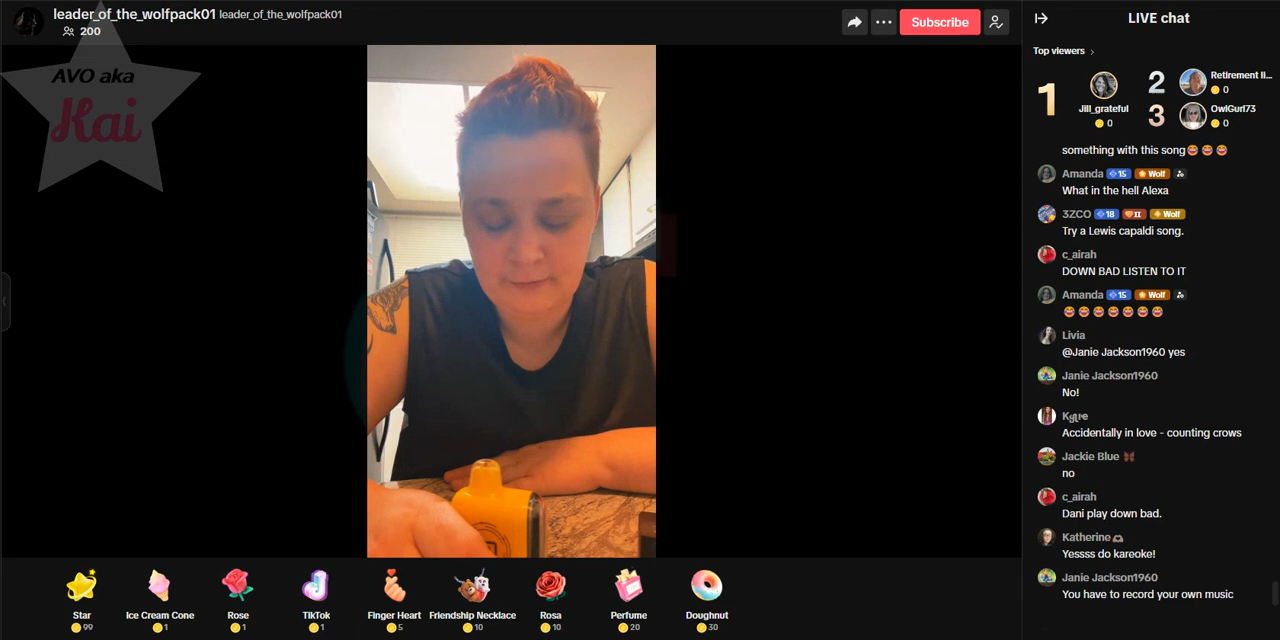 leader_of_the_wolfpack01 leader_of_the_wolfpack01
200
Subscribe
AVO aka
Kai
LIVE chat
Top viewers
1
Jill_grateful
0
2
Retirement li...
0
3
OwlGurl73
0
something with this song
Amanda 15 Wolf
What in the hell Alexa
3ZCO 18 II Wolf
Try a Lewis capaldi song.
c_airah
DOWN BAD LISTEN TO IT
Amanda 15 Wolf
Livia
@Janie Jackson1960 yes
Janie Jackson1960
No!
Accidentally in love - counting crows
Jackie Blue
no
c_airah
Dani play down bad.
Katherine
Yessss do kareoke!
Janie Jackson1960
You have to record your own music
Star
99
Ice Cream Cone
1
Rose
1
TikTok
1
Finger Heart
5
Friendship Necklace
10
Rosa
10
Perfume
20
Doughnut
30